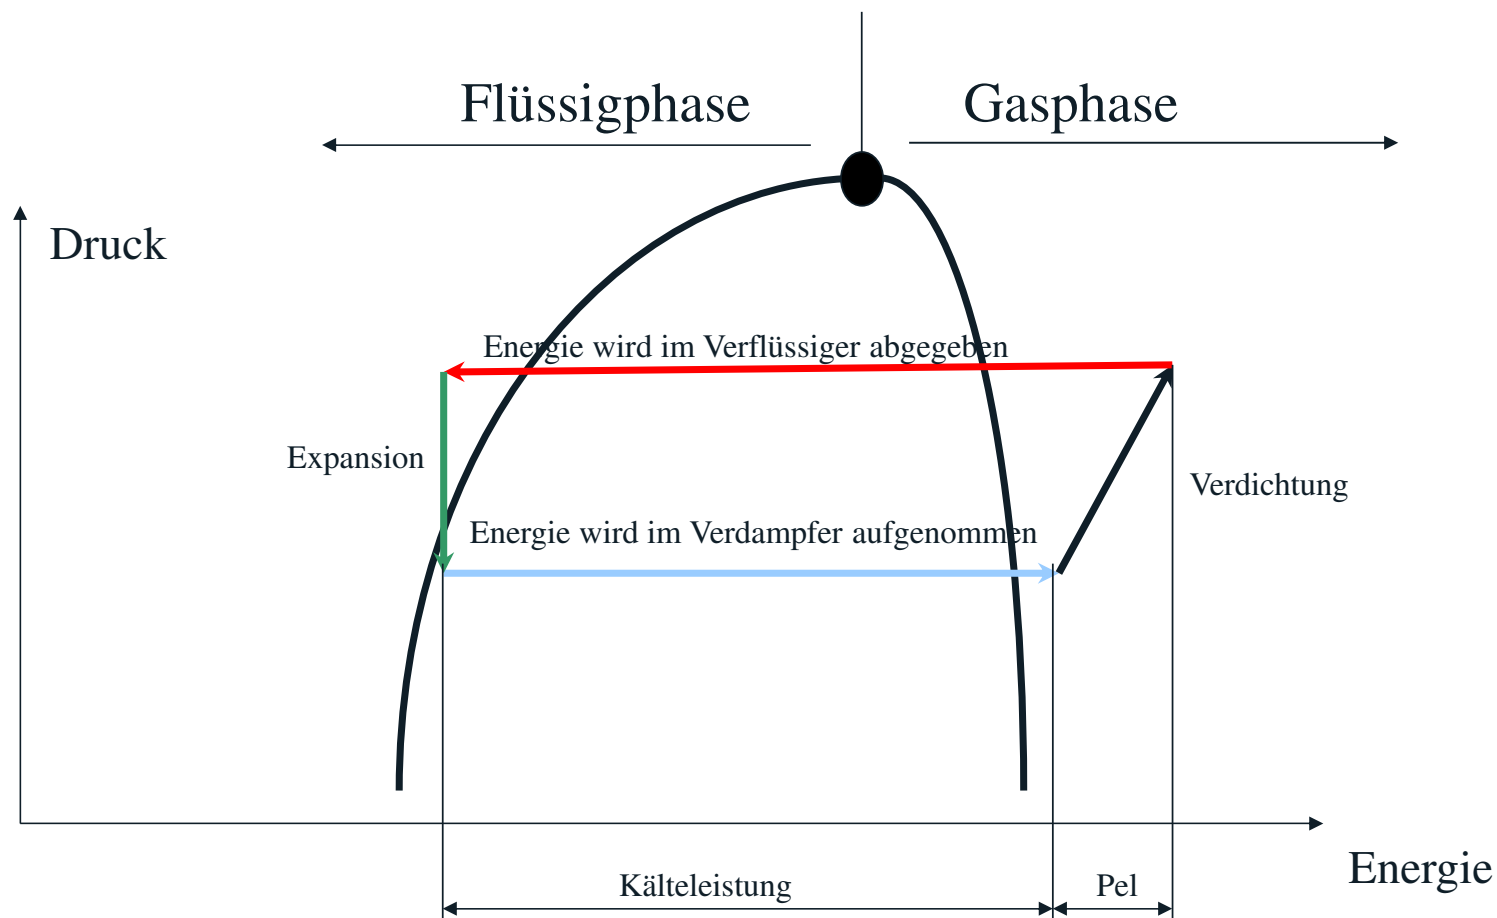 Flüssigphase
Gasphase
Druck
Energie wird im Verflüssiger abgegeben
Expansion
Verdichtung
Energie wird im Verdampfer aufgenommen
Energie
Kälteleistung
Pel